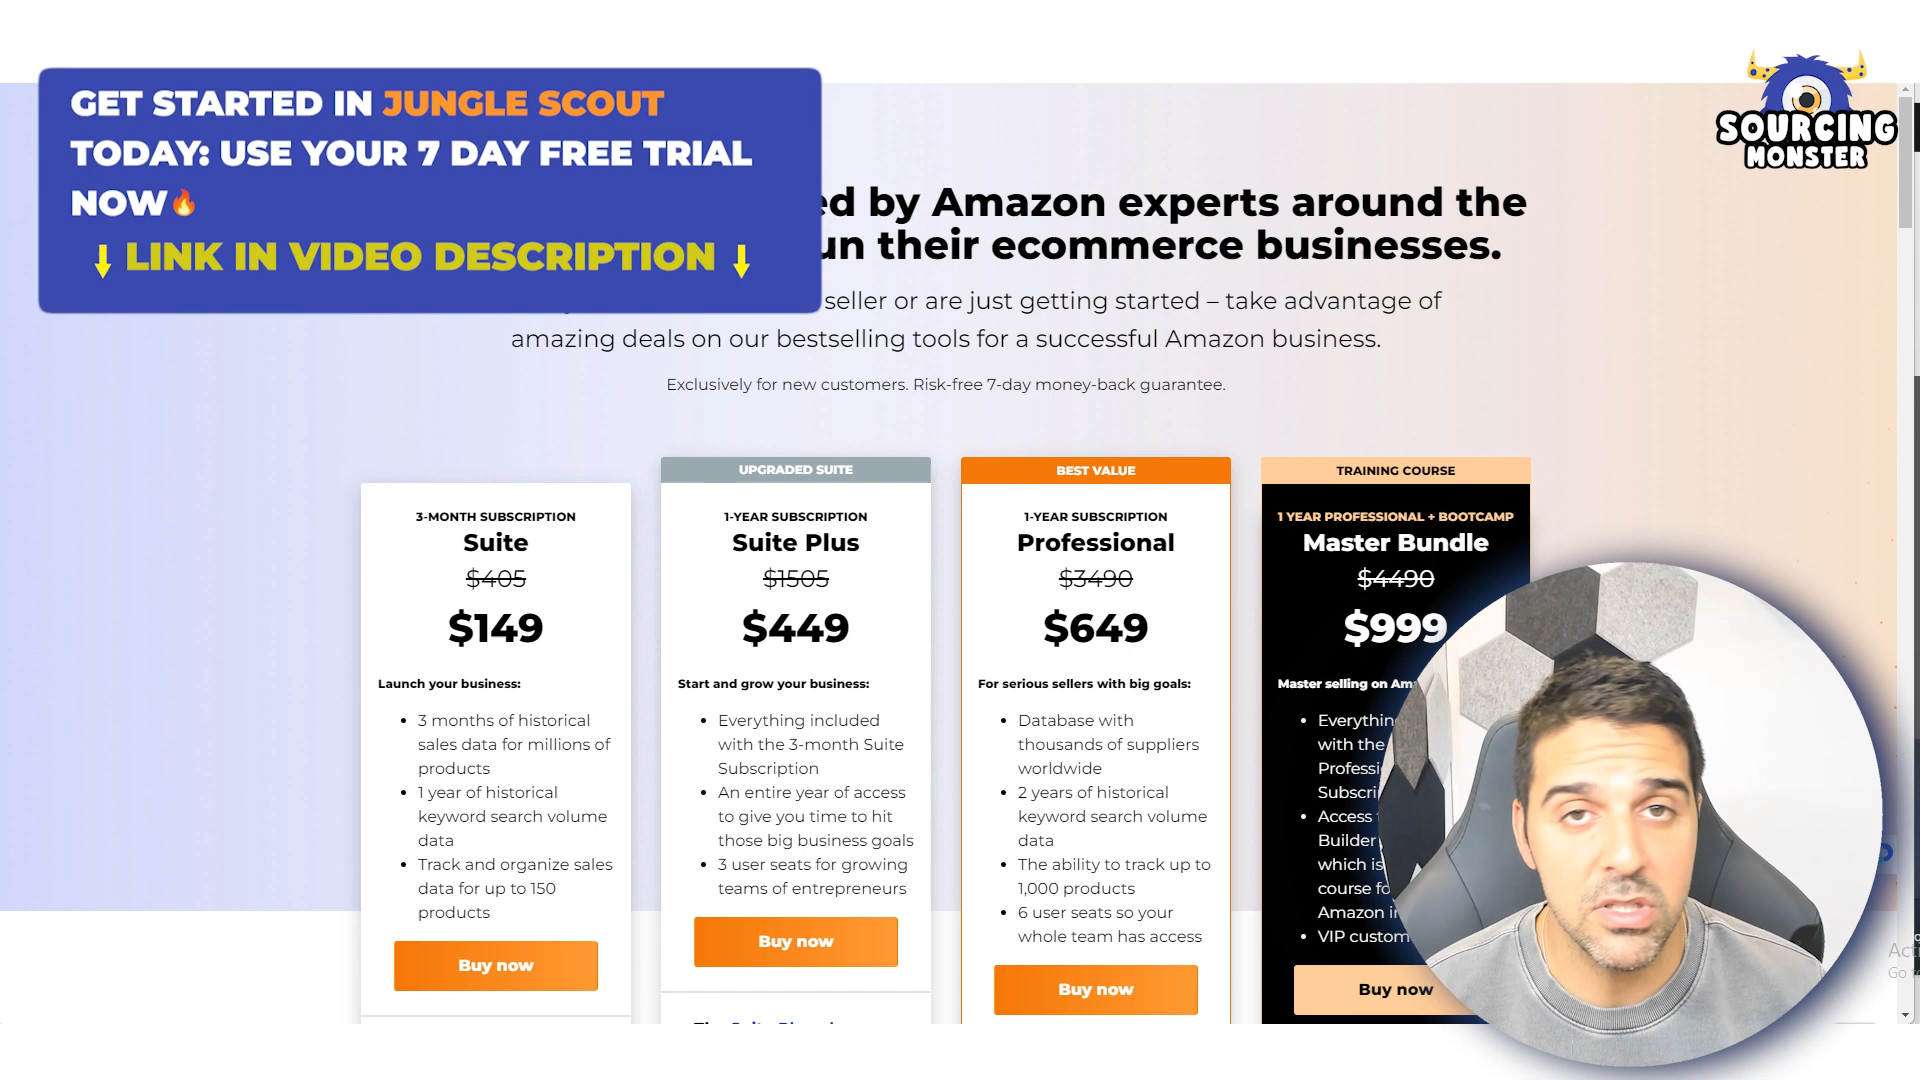 GET STARTED IN JUNGLE SCOUT
TODAY: USE YOUR 7 DAY FREE TRIAL
NOW🔥
LINK IN VIDEO DESCRIPTION
SOURCING
MONSTER
by Amazon experts around the
their ecommerce businesses.
seller or are just getting started – take advantage of
amazing deals on our bestselling tools for a successful Amazon business.
Exclusively for new customers. Risk-free 7-day money-back guarantee.
3-MONTH SUBSCRIPTION
Suite
$405
$149
Launch your business:
• 3 months of historical
sales data for millions of
products
• 1 year of historical
keyword search volume
data
• Track and organize sales
data for up to 150
products
Buy now
UPGRADED SUITE
1-YEAR SUBSCRIPTION
Suite Plus
$1505
$449
Start and grow your business:
• Everything included
with the 3-month Suite
Subscription
• An entire year of access
to give you time to hit
those big business goals
• 3 user seats for growing
teams of entrepreneurs
Buy now
BEST VALUE
1-YEAR SUBSCRIPTION
Professional
$3490
$649
For serious sellers with big goals:
• Database with
thousands of suppliers
worldwide
• 2 years of historical
keyword search volume
data
• The ability to track up to
1,000 products
• 6 user seats so your
whole team has access
Buy now
TRAINING COURSE
1 YEAR PROFESSIONAL + BOOTCAMP
Master Bundle
$4490
$999
Master selling on
with the
• Access
Builder
which is
course
Amazon
• VIP
Buy now